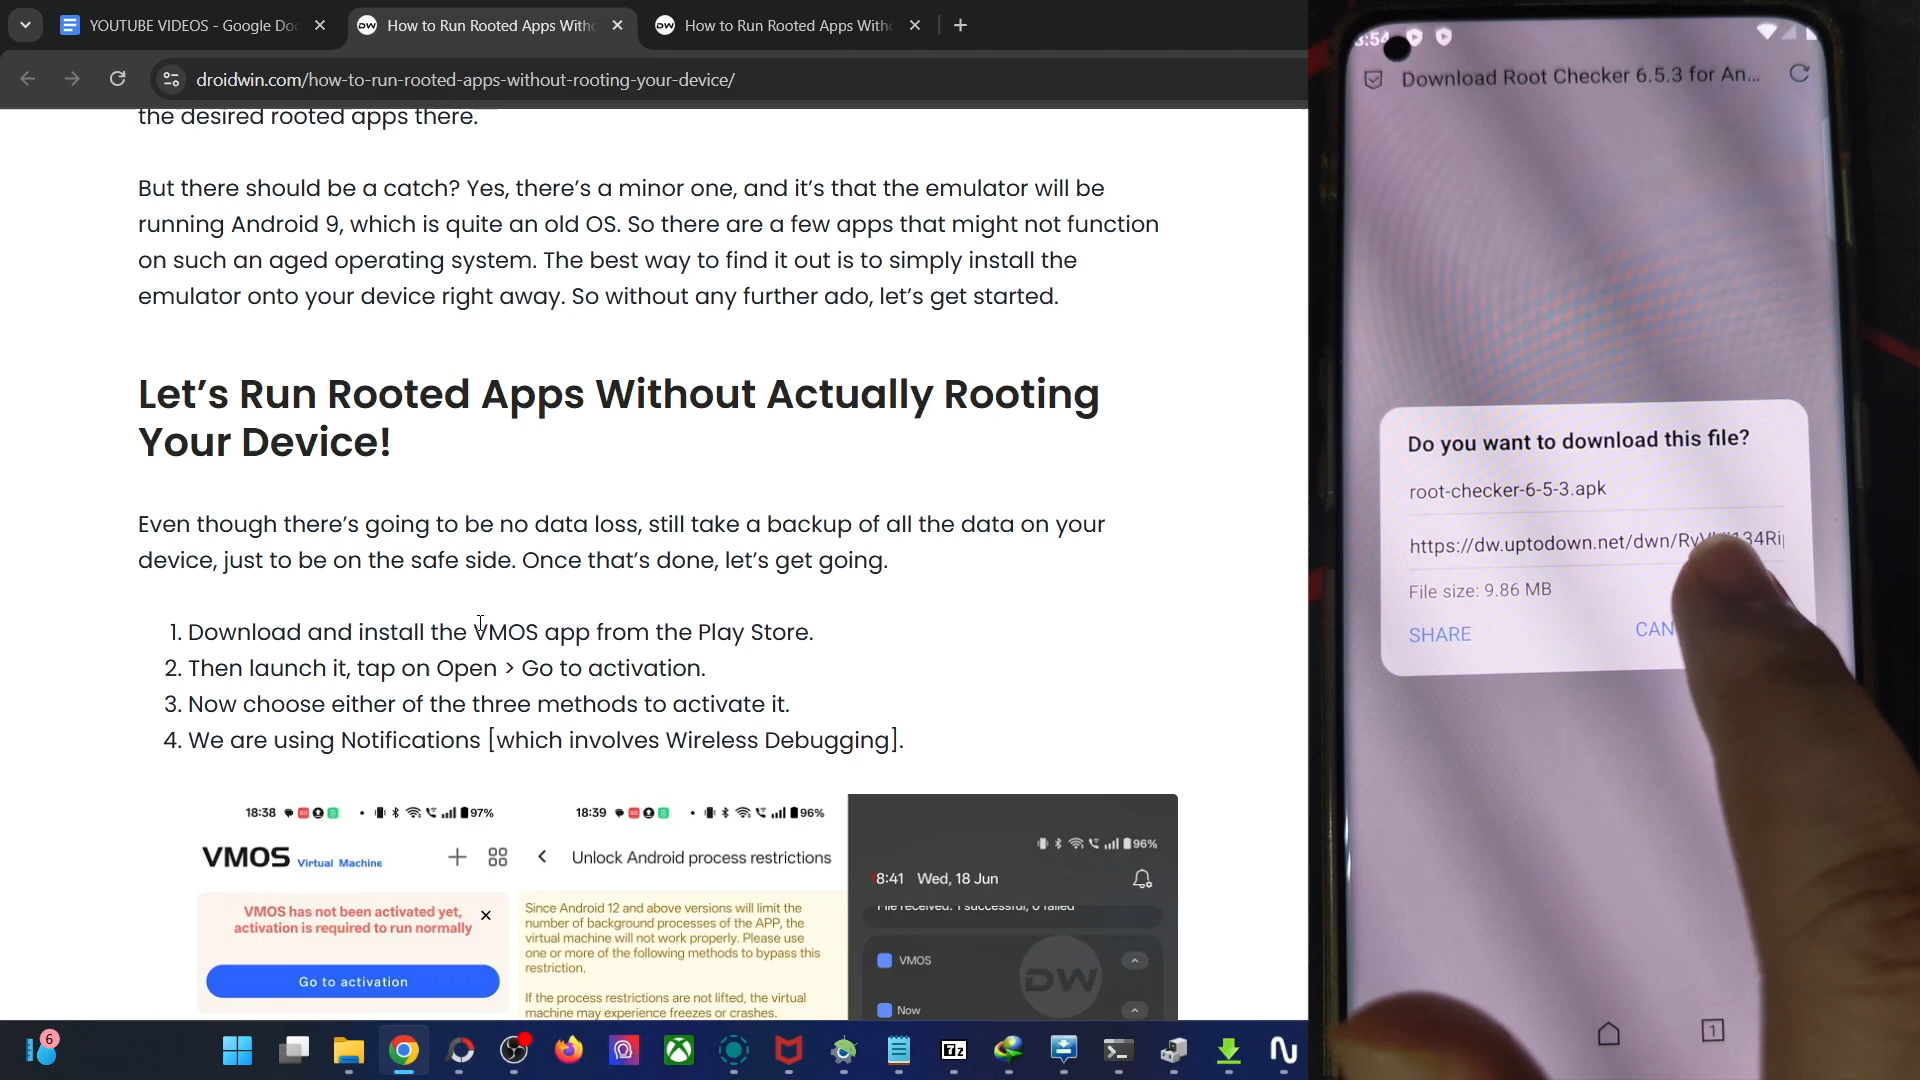 YOUTUBE VIDEOS - Google Do
How to Run Rooted Apps With
How to Run Rooted Apps With
droidwin.com/how-to-run-rooted-apps-without-rooting-your-device/
the desired rooted apps there.
But there should be a catch? Yes, there’s a minor one, and it’s that the emulator will be
running Android 9, which is quite an old OS. So there are a few apps that might not function
on such an aged operating system. The best way to find it out is to simply install the
emulator onto your device right away. So without any further ado, let’s get started.
Let’s Run Rooted Apps Without Actually Rooting
Your Device!
Even though there’s going to be no data loss, still take a backup of all the data on your
device, just to be on the safe side. Once that’s done, let’s get going.
1. Download and install the VMOS app from the Play Store.
2. Then launch it, tap on Open > Go to activation.
3. Now choose either of the three methods to activate it.
4. We are using Notifications [which involves Wireless Debugging].
18:38 97%
VMOS Virtual Machine
VMOS has not been activated yet,
activation is required to run normally
Go to activation
18:39 96%
Unlock Android process restrictions
Since Android 12 and above versions will limit the
number of background processes of the APP, the
virtual machine will not work properly. Please use
one or more of the following methods to bypass this
restriction.
If the process restrictions are not lifted, the virtual
machine may experience freezes or crashes.
96%
8:41 Wed, 18 Jun
File received: 1 successful, 0 failed
VMOS
DW
Now
6
3:54
Download Root Checker 6.5.3 for An...
Do you want to download this file?
root-checker-6-5-3.apk
https://dw.uptodown.net/dwn/
File size: 9.86 MB
SHARE
1